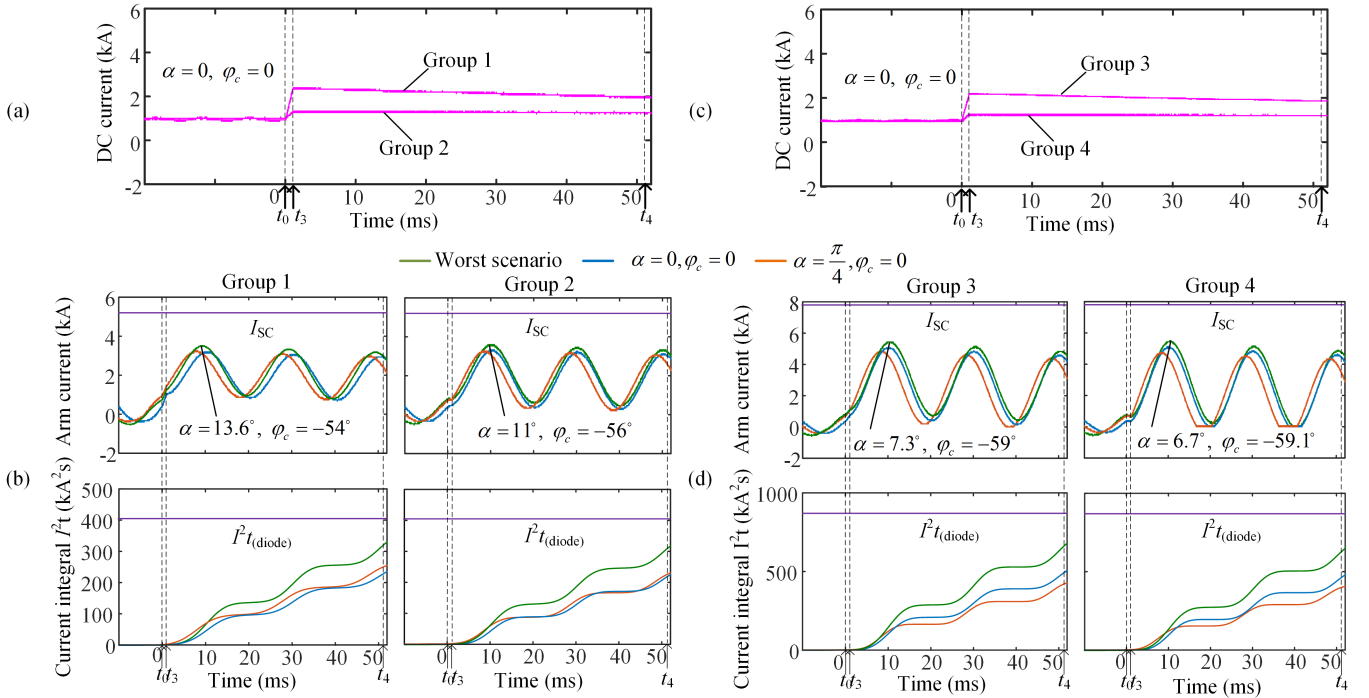 (a)
DC current (kA)
6
4
2
0
-2
α = 0, φc = 0
Group 1
Group 2
0 10 20 30 40 50
t0 t3 Time (ms) t4
(c)
DC current (kA)
6
4
2
0
-2
α = 0, φc = 0
Group 3
Group 4
0 10 20 30 40 50
t0 t3 Time (ms) t4
Worst scenario α = 0, φc = 0 α = π/4, φc = 0
(b)
Group 1
Arm current (kA)
6
4
2
0
-2
ISC
α = 13.6°, φc = −54°
Group 2
ISC
α = 11°, φc = −56°
Current integral I²t (kA²s)
500
400
300
200
100
0
I²t(diode)
0 10 20 30 40 50
t0 t3 Time (ms) t4
I²t(diode)
0 10 20 30 40 50
t0 t3 Time (ms) t4
(d)
Group 3
Arm current (kA)
8
6
4
2
0
-2
ISC
α = 7.3°, φc = −59°
Group 4
ISC
α = 6.7°, φc = −59.1°
Current integral I²t (kA²s)
1000
500
0
I²t(diode)
0 10 20 30 40 50
t0 t3 Time (ms) t4
I²t(diode)
0 10 20 30 40 50
t0 t3 Time (ms) t4